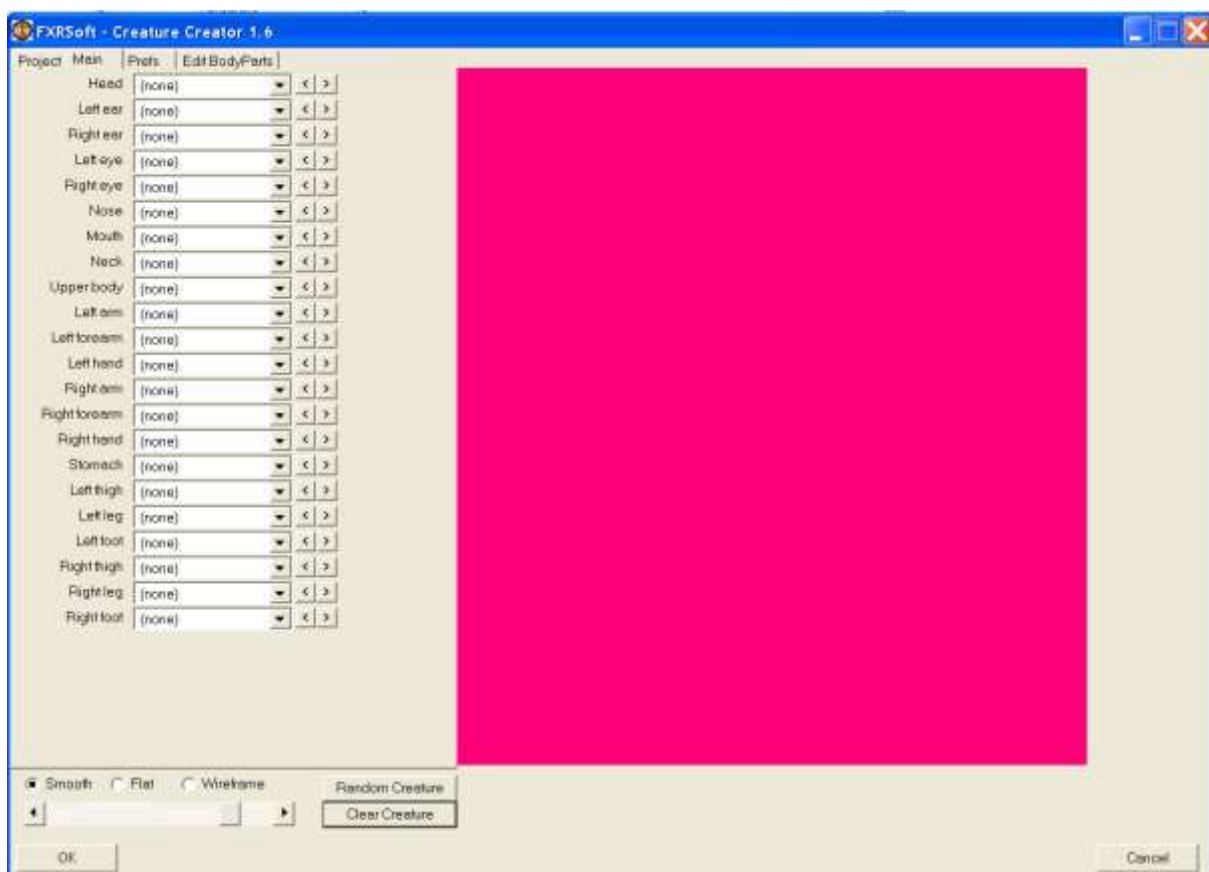 FXRSoft - Creature Creator 1.6
Project Main Prefs Edit BodyParts
Head (none) < >
Left ear (none) < >
Right ear (none) < >
Left eye (none) < >
Right eye (none) < >
Nose (none) < >
Mouth (none) < >
Neck (none) < >
Upper body (none) < >
Left arm (none) < >
Left forearm (none) < >
Left hand (none) < >
Right arm (none) < >
Right forearm (none) < >
Right hand (none) < >
Stomach (none) < >
Left thigh (none) < >
Left leg (none) < >
Left foot (none) < >
Right thigh (none) < >
Right leg (none) < >
Right foot (none) < >
Smooth Flat Wireframe Random Creature
Clear Creature
OK Cancel